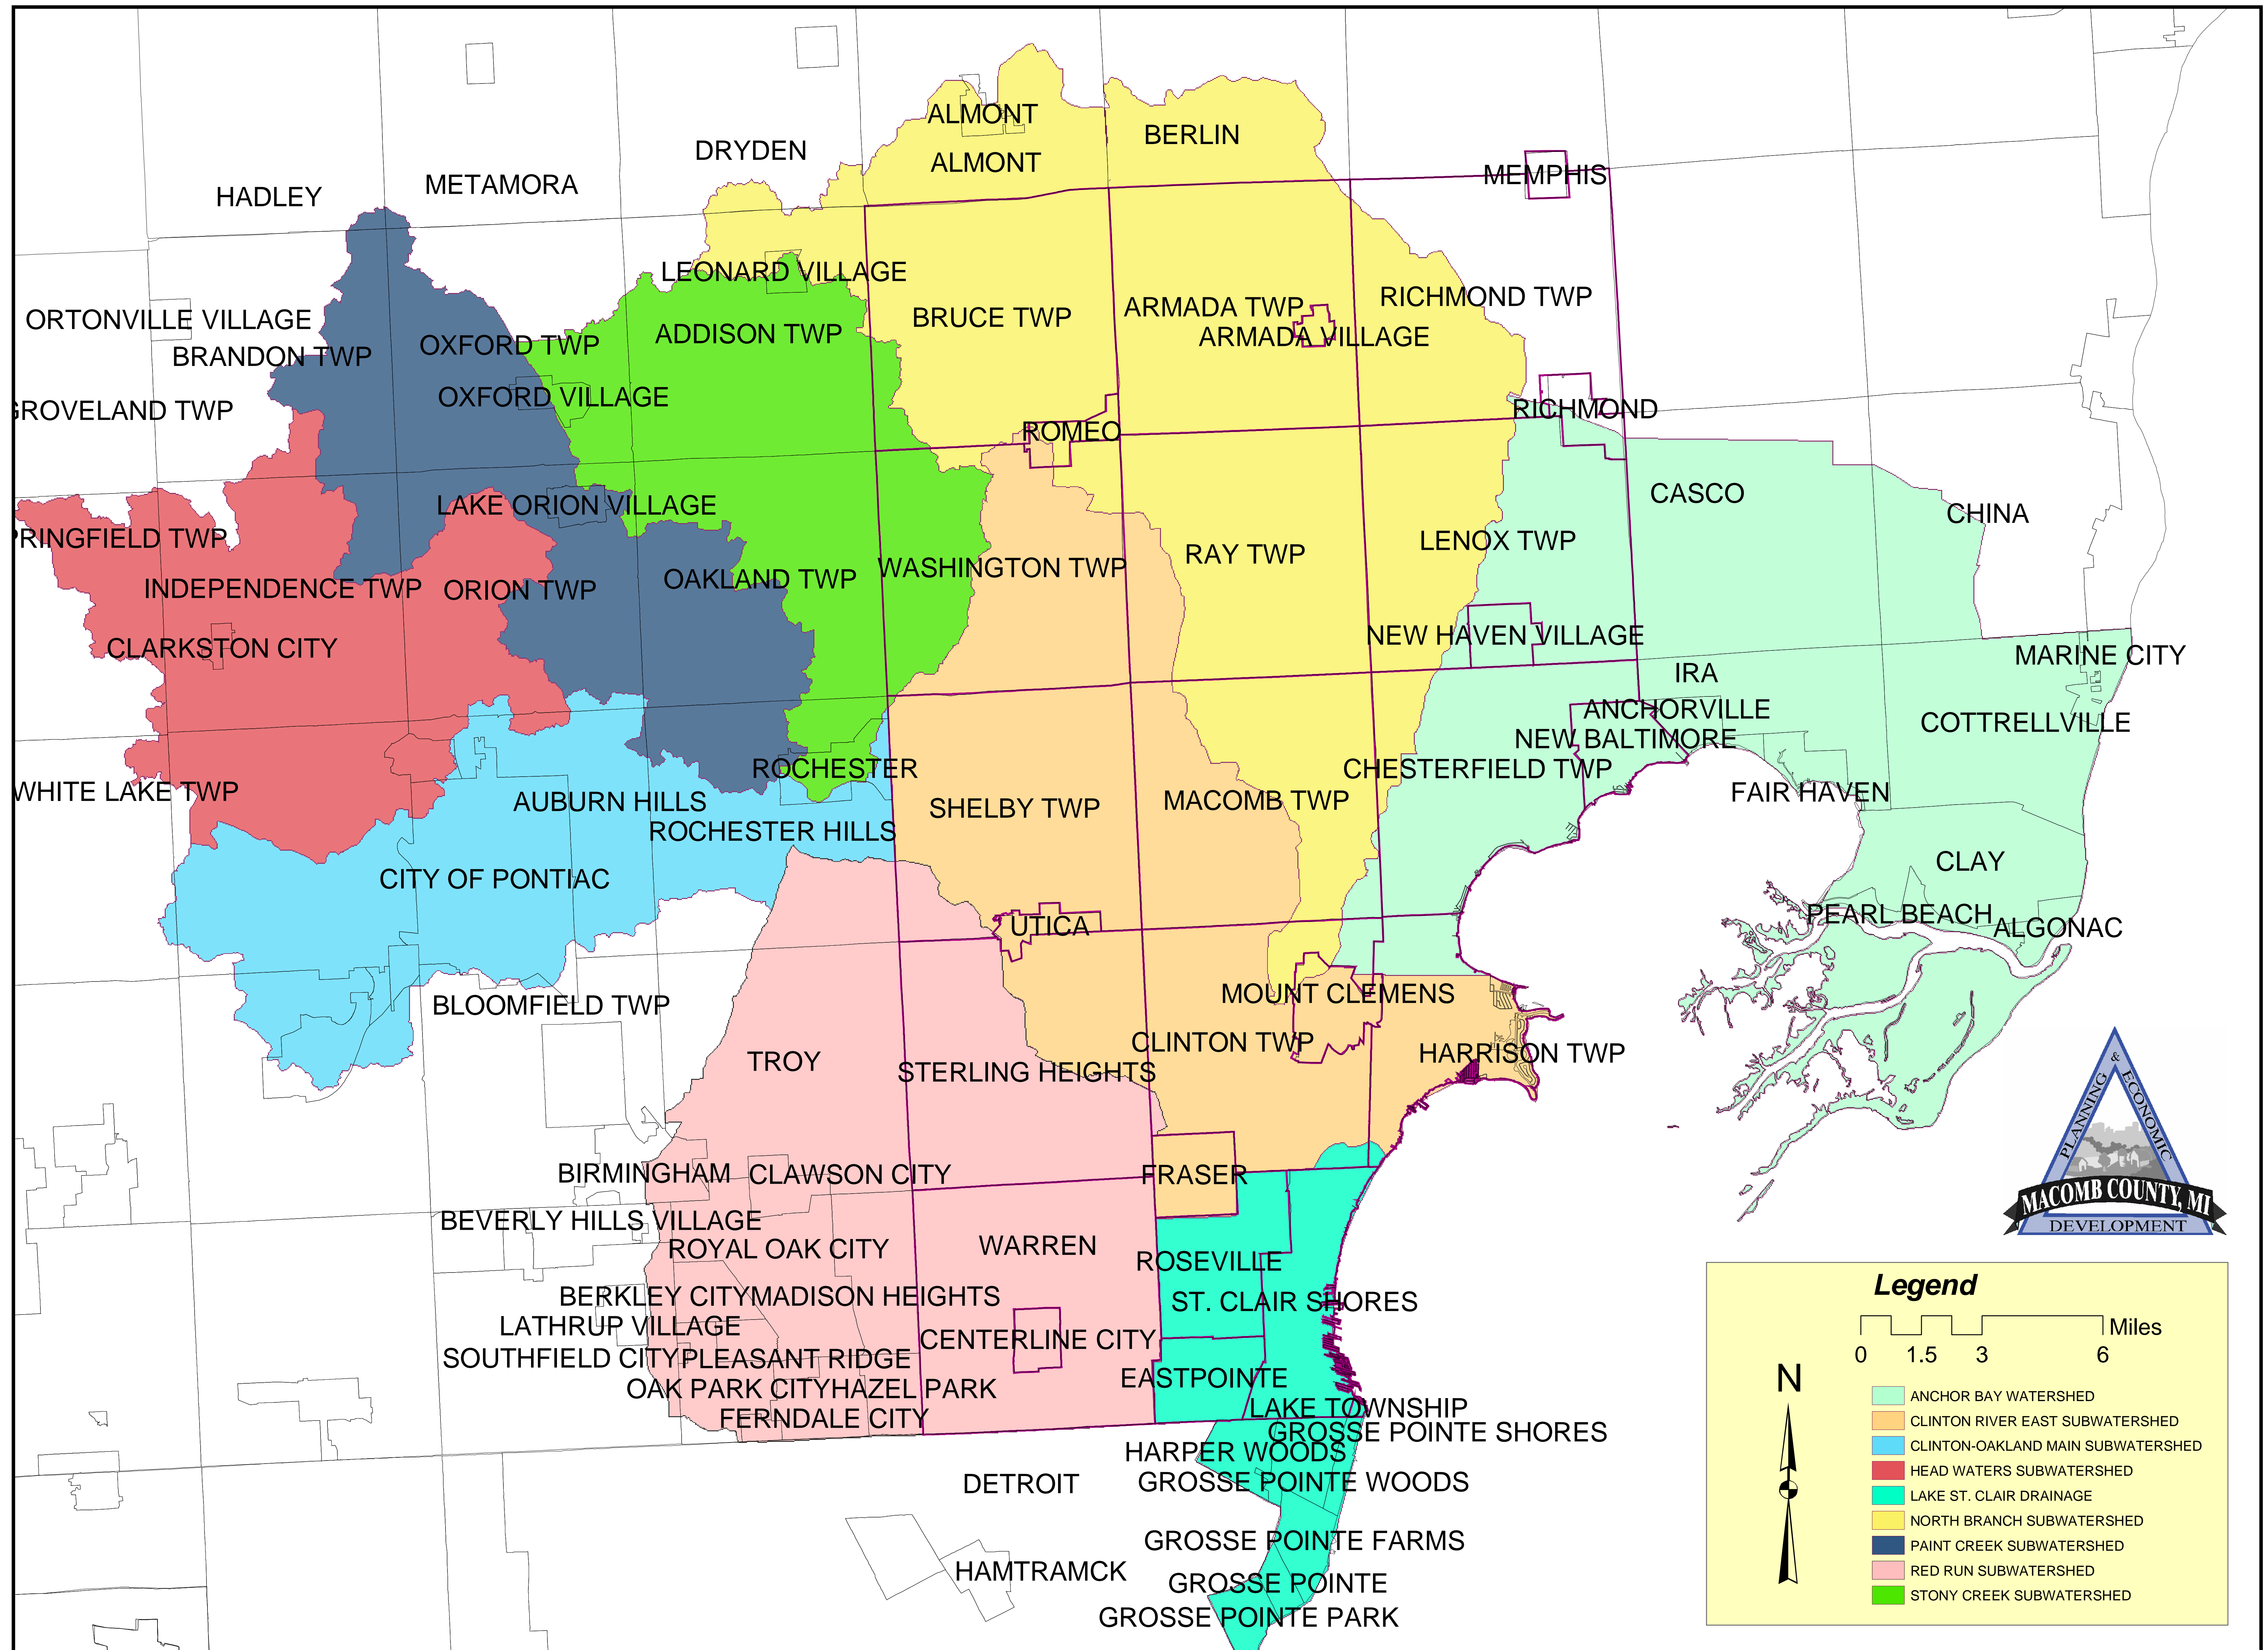 ALMONT
BERLIN
DRYDEN
ALMONT
MEMPHIS
METAMORA
HADLEY
LEONARD VILLAGE
RICHMOND TWP
ARMADA TWP
BRUCE TWP
ORTONVILLE VILLAGE
ADDISON TWP
ARMADA VILLAGE
OXFORD TWP
BRANDON TWP
OXFORD VILLAGE
GROVELAND TWP
RICHMOND
ROMEO
CASCO
LAKE ORION VILLAGE
CHINA
PRINGFIELD TWP
LENOX TWP
RAY TWP
WASHINGTON TWP
OAKLAND TWP
INDEPENDENCE TWP
ORION TWP
NEW HAVEN VILLAGE
CLARKSTON CITY
MARINE CITY
IRA
ANCHORVILLE
COTTRELLVILLE
NEW BALTIMORE
ROCHESTER
CHESTERFIELD TWP
WHITE LAKE TWP
FAIR HAVEN
AUBURN HILLS
MACOMB TWP
SHELBY TWP
ROCHESTER HILLS
CLAY
CITY OF PONTIAC
PEARL BEACH
UTICA
ALGONAC
MOUNT CLEMENS
BLOOMFIELD TWP
CLINTON TWP
HARRISON TWP
TROY
STERLING HEIGHTS
BIRMINGHAM
CLAWSON CITY
FRASER
BEVERLY HILLS VILLAGE
WARREN
ROYAL OAK CITY
ROSEVILLE
BERKLEY CITY
MADISON HEIGHTS
ST. CLAIR SHORES
LATHRUP VILLAGE
CENTERLINE CITY
SOUTHFIELD CITY
PLEASANT RIDGE
EASTPOINTE
OAK PARK CITY
HAZEL PARK
LAKE TOWNSHIP
FERNDALE CITY
GROSSE POINTE SHORES
HARPER WOODS
DETROIT
GROSSE POINTE WOODS
GROSSE POINTE FARMS
HAMTRAMCK
GROSSE POINTE
GROSSE POINTE PARK
PLANNING & ECONOMIC
MACOMB COUNTY, MI
DEVELOPMENT
Legend
Miles
0 1.5 3 6
N
ANCHOR BAY WATERSHED
CLINTON RIVER EAST SUBWATERSHED
CLINTON-OAKLAND MAIN SUBWATERSHED
HEAD WATERS SUBWATERSHED
LAKE ST. CLAIR DRAINAGE
NORTH BRANCH SUBWATERSHED
PAINT CREEK SUBWATERSHED
RED RUN SUBWATERSHED
STONY CREEK SUBWATERSHED